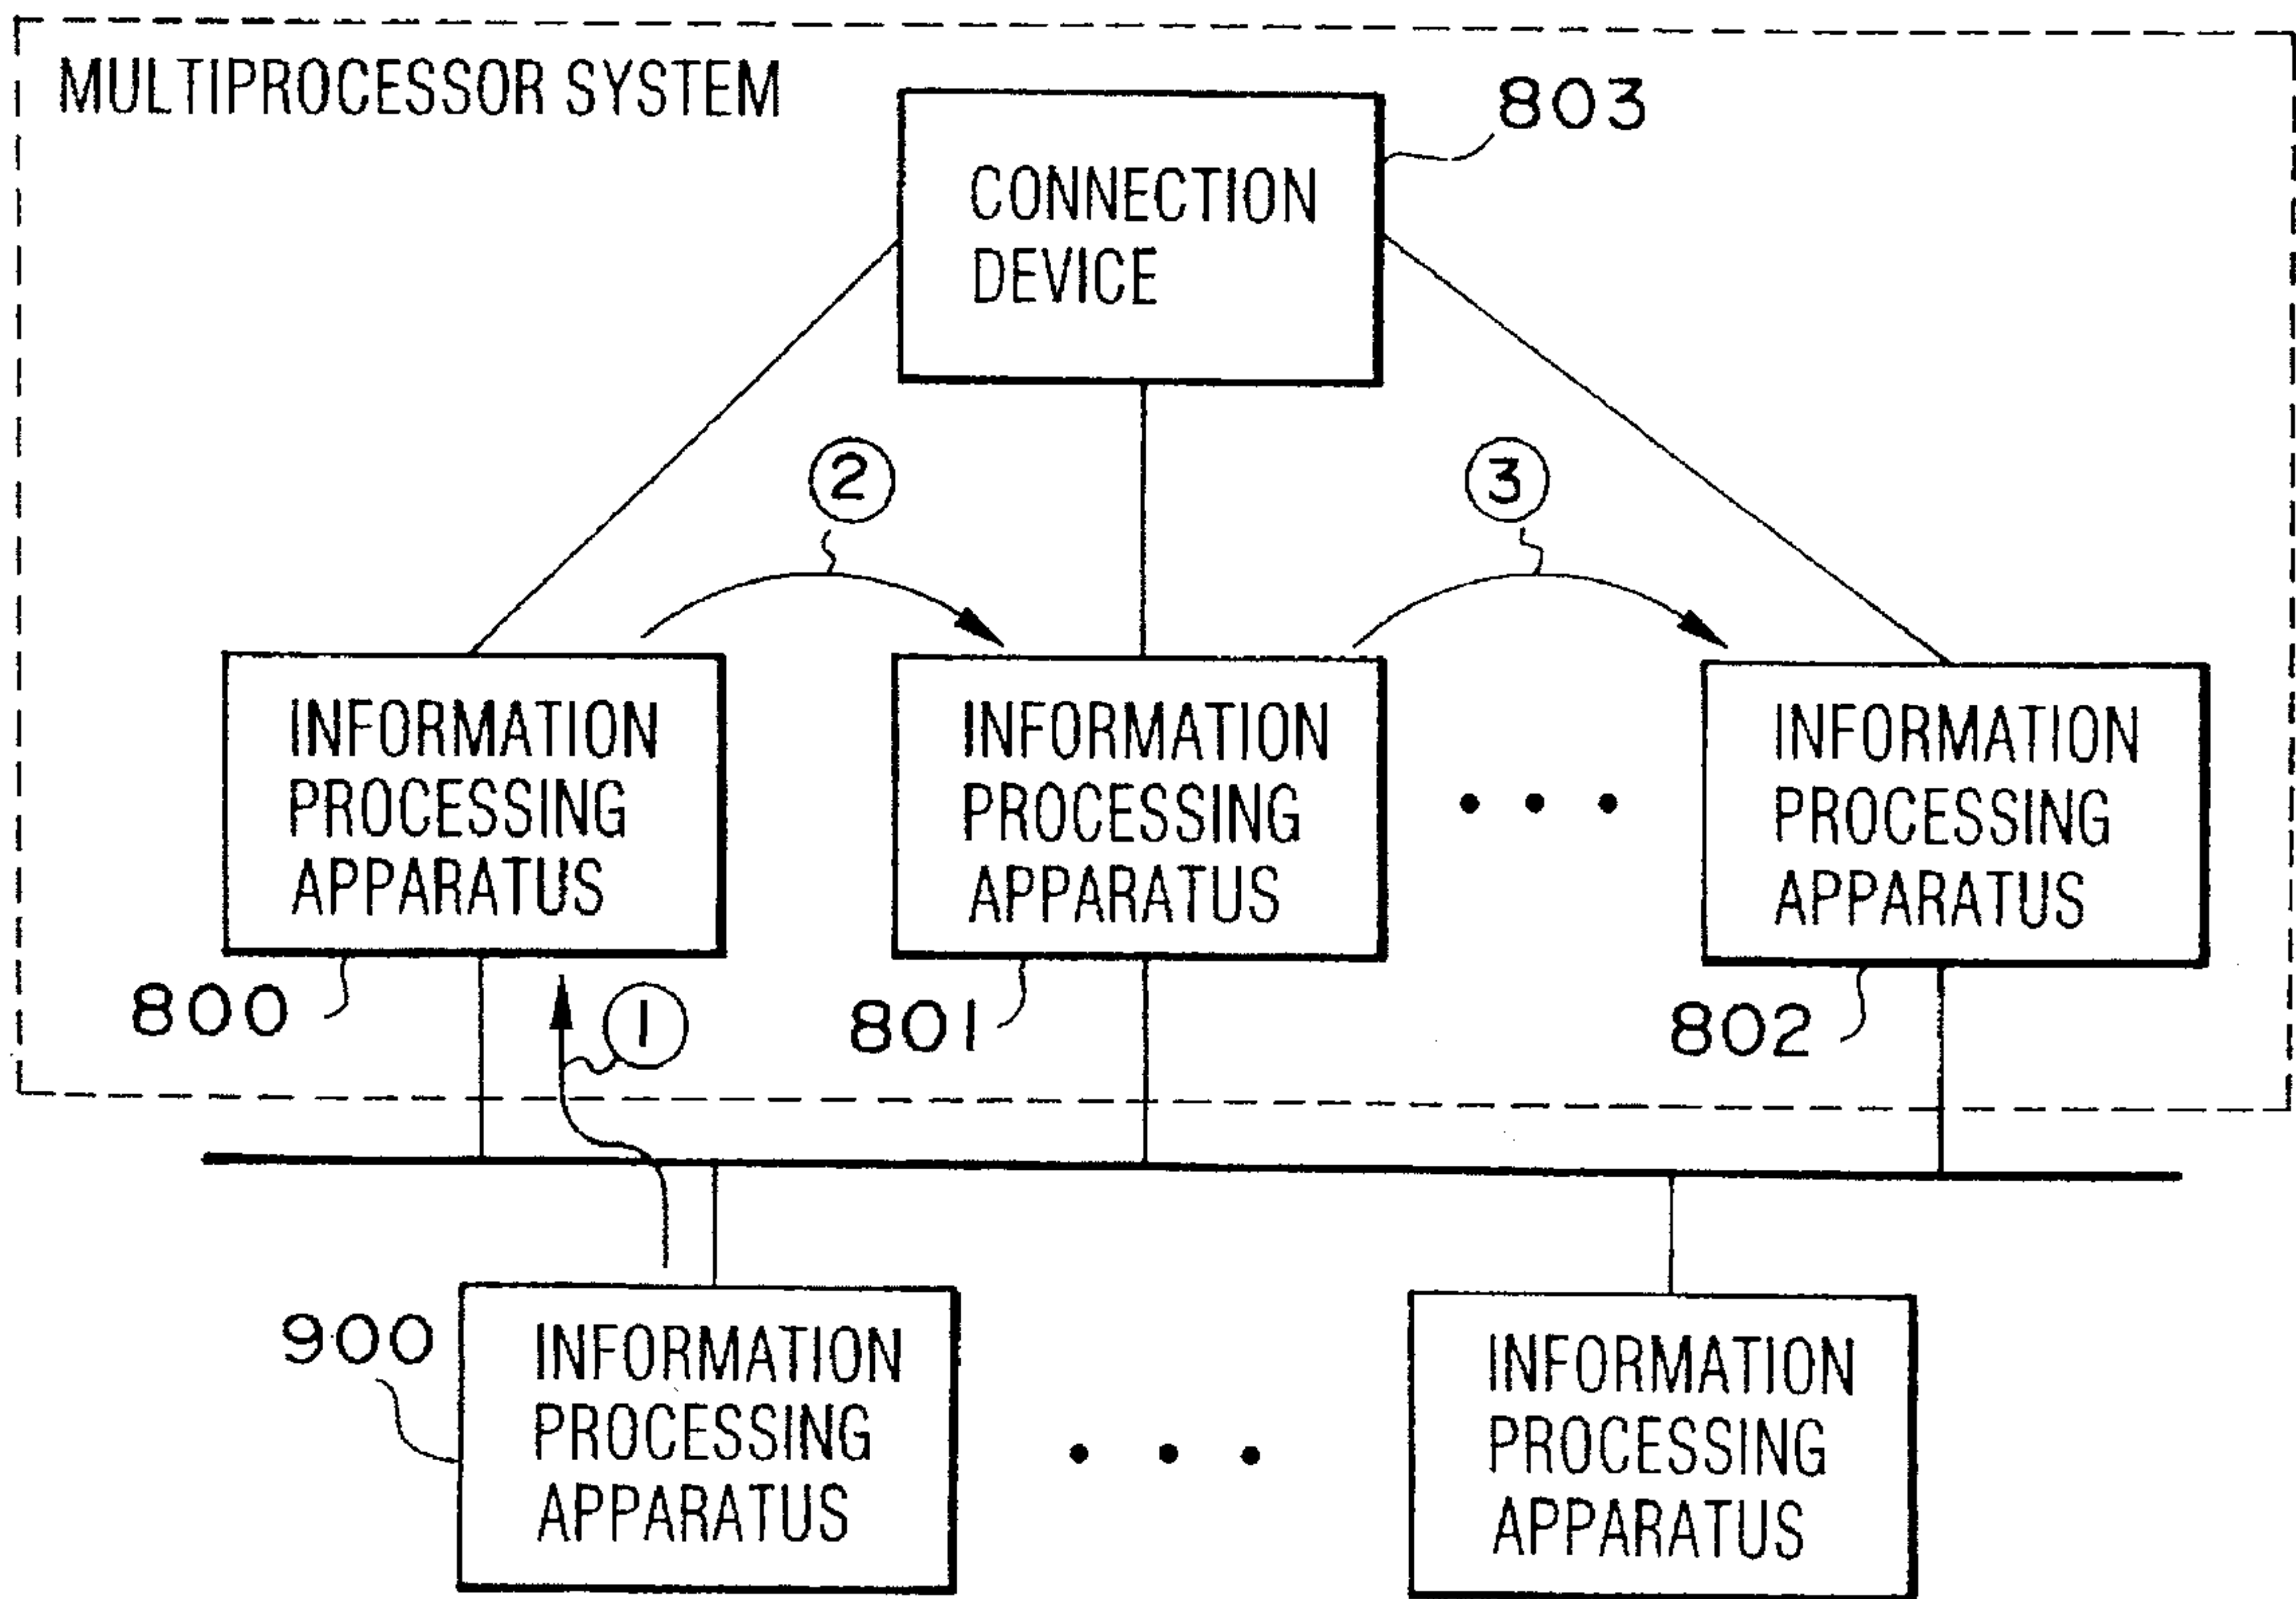 MULTIPROCESSOR SYSTEM
803
CONNECTION
DEVICE
②
③
INFORMATION
PROCESSING
APPARATUS
INFORMATION
PROCESSING
APPARATUS
• • •
INFORMATION
PROCESSING
APPARATUS
800
①
801
802
900
INFORMATION
PROCESSING
APPARATUS
• • •
INFORMATION
PROCESSING
APPARATUS